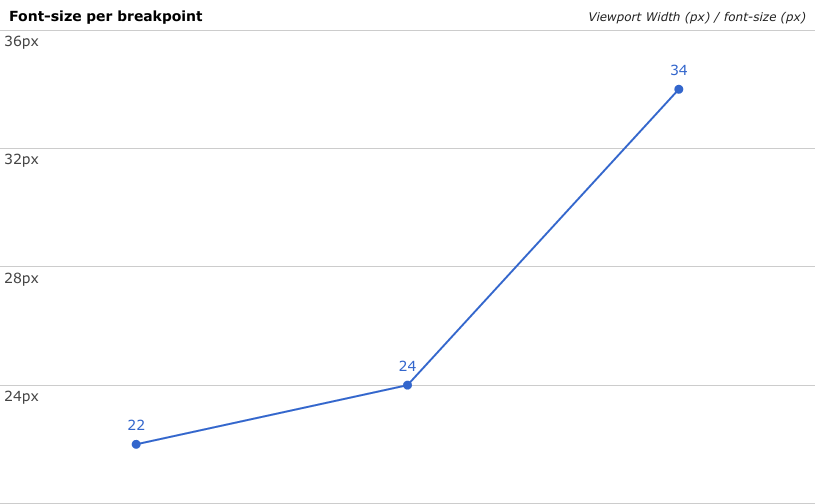 Font-size per breakpoint
Viewport Width (px) / font-size (px)
36px
34
32px
28px
24
24px
22